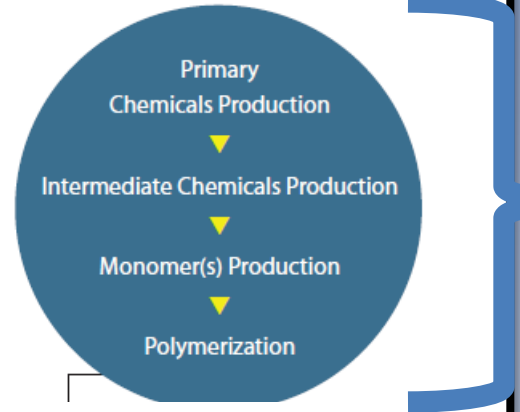 Primary
Chemicals Production
Intermediate Chemicals Production
Monomer(s) Production
Polymerization